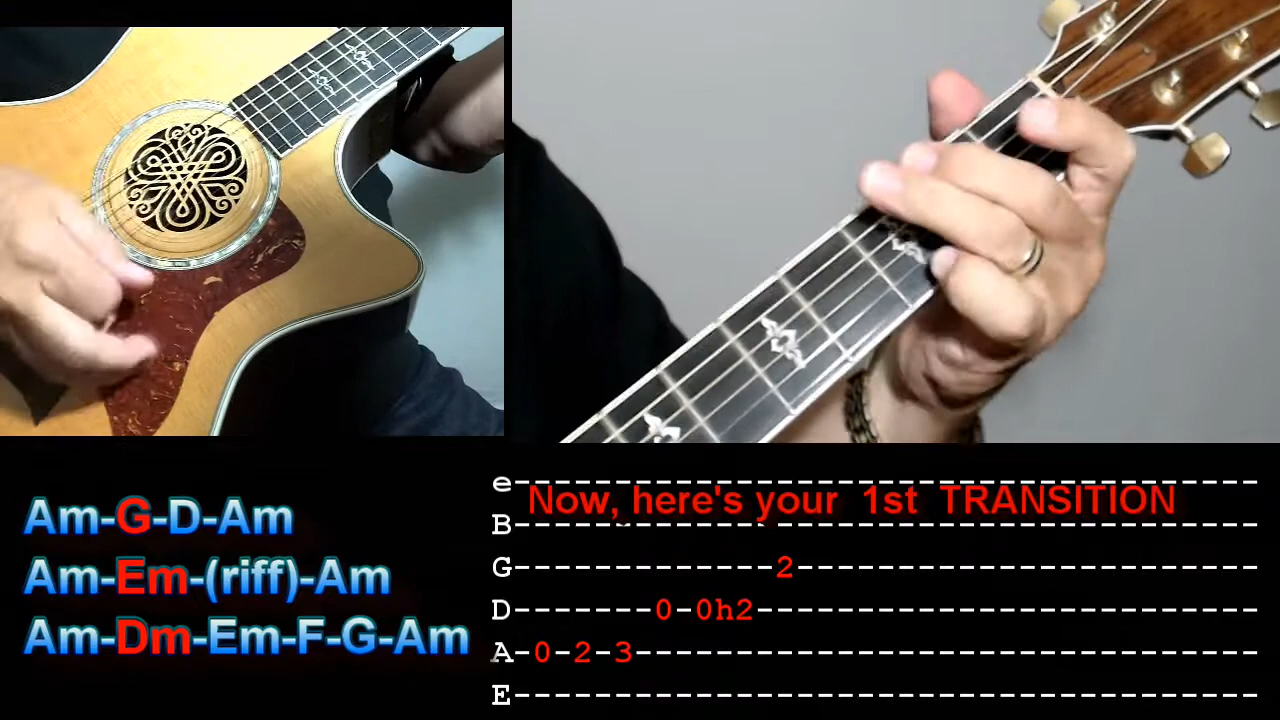 Am-G-D-Am
Am-Em-(riff)-Am
Am-Dm-Em-F-G-Am
Now, here's your 1st TRANSITION
e-------------------------------------
B-------------------------------------
G-------------2-----------------------
D-------0-0h2-------------------------
A-0-2-3-------------------------------
E-------------------------------------